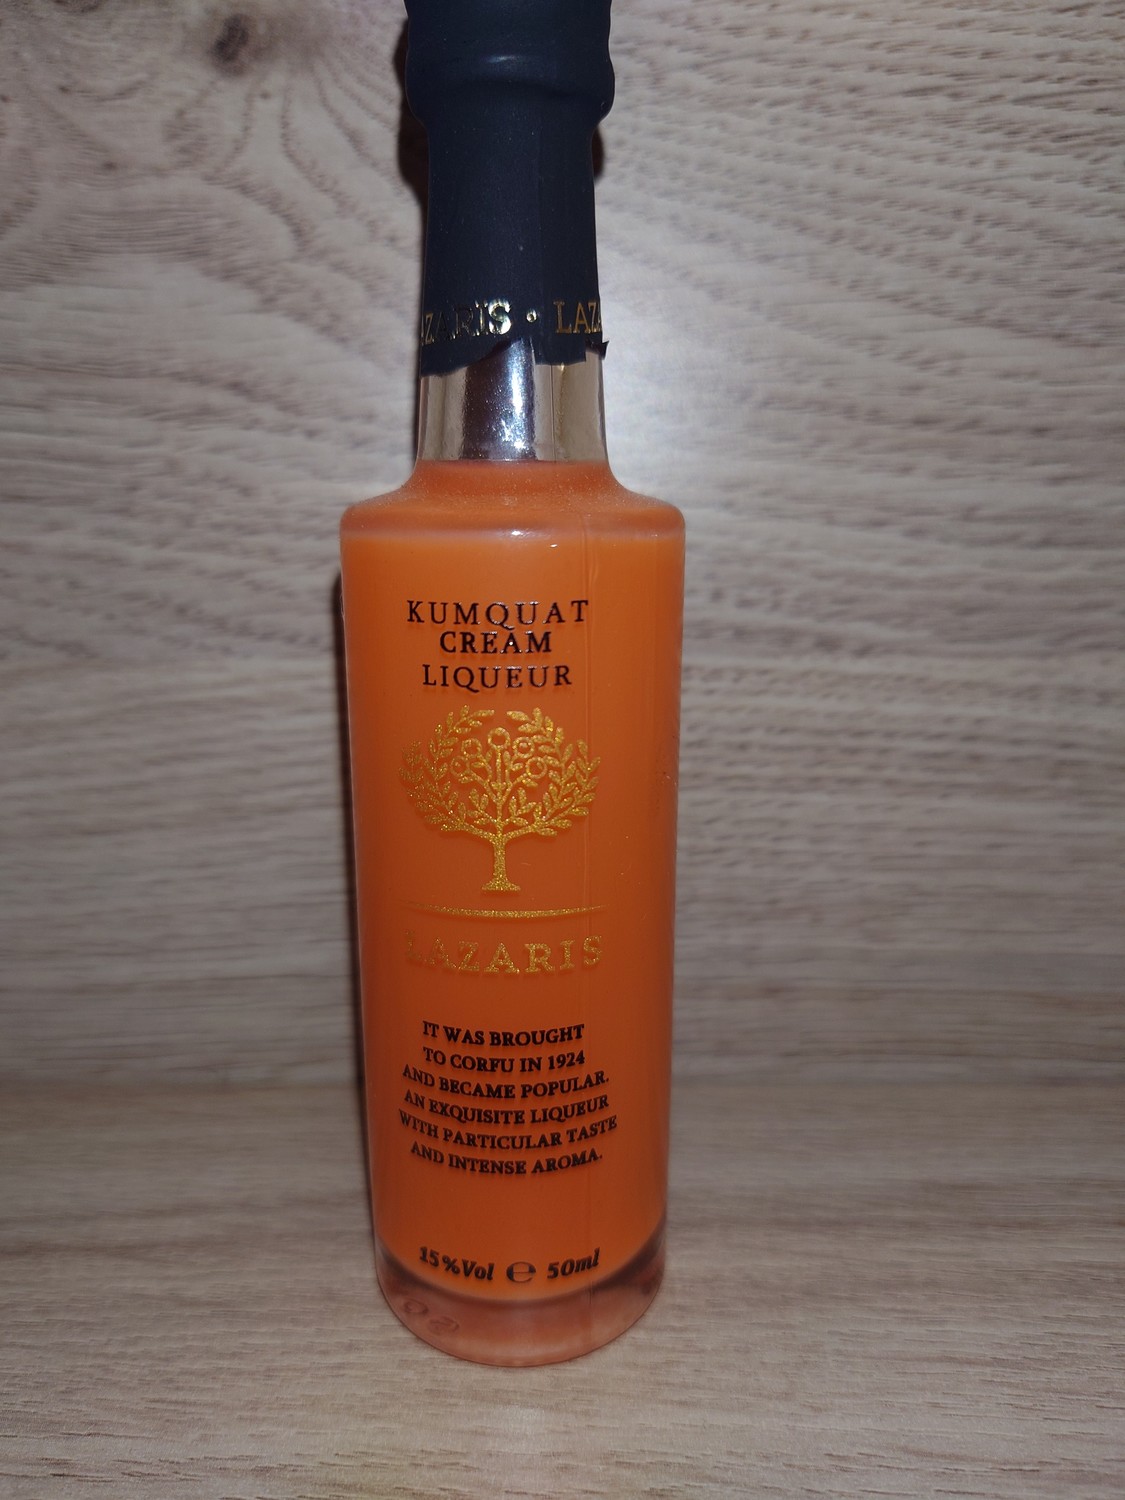 ZARIS • LAZ
KUMQUAT
CREAM
LIQUEUR
LAZARIS
IT WAS BROUGHT
TO CORFU IN 1924
AND BECAME POPULAR.
AN EXQUISITE LIQUEUR
WITH PARTICULAR TASTE
AND INTENSE AROMA.
15%Vol ℮ 50ml